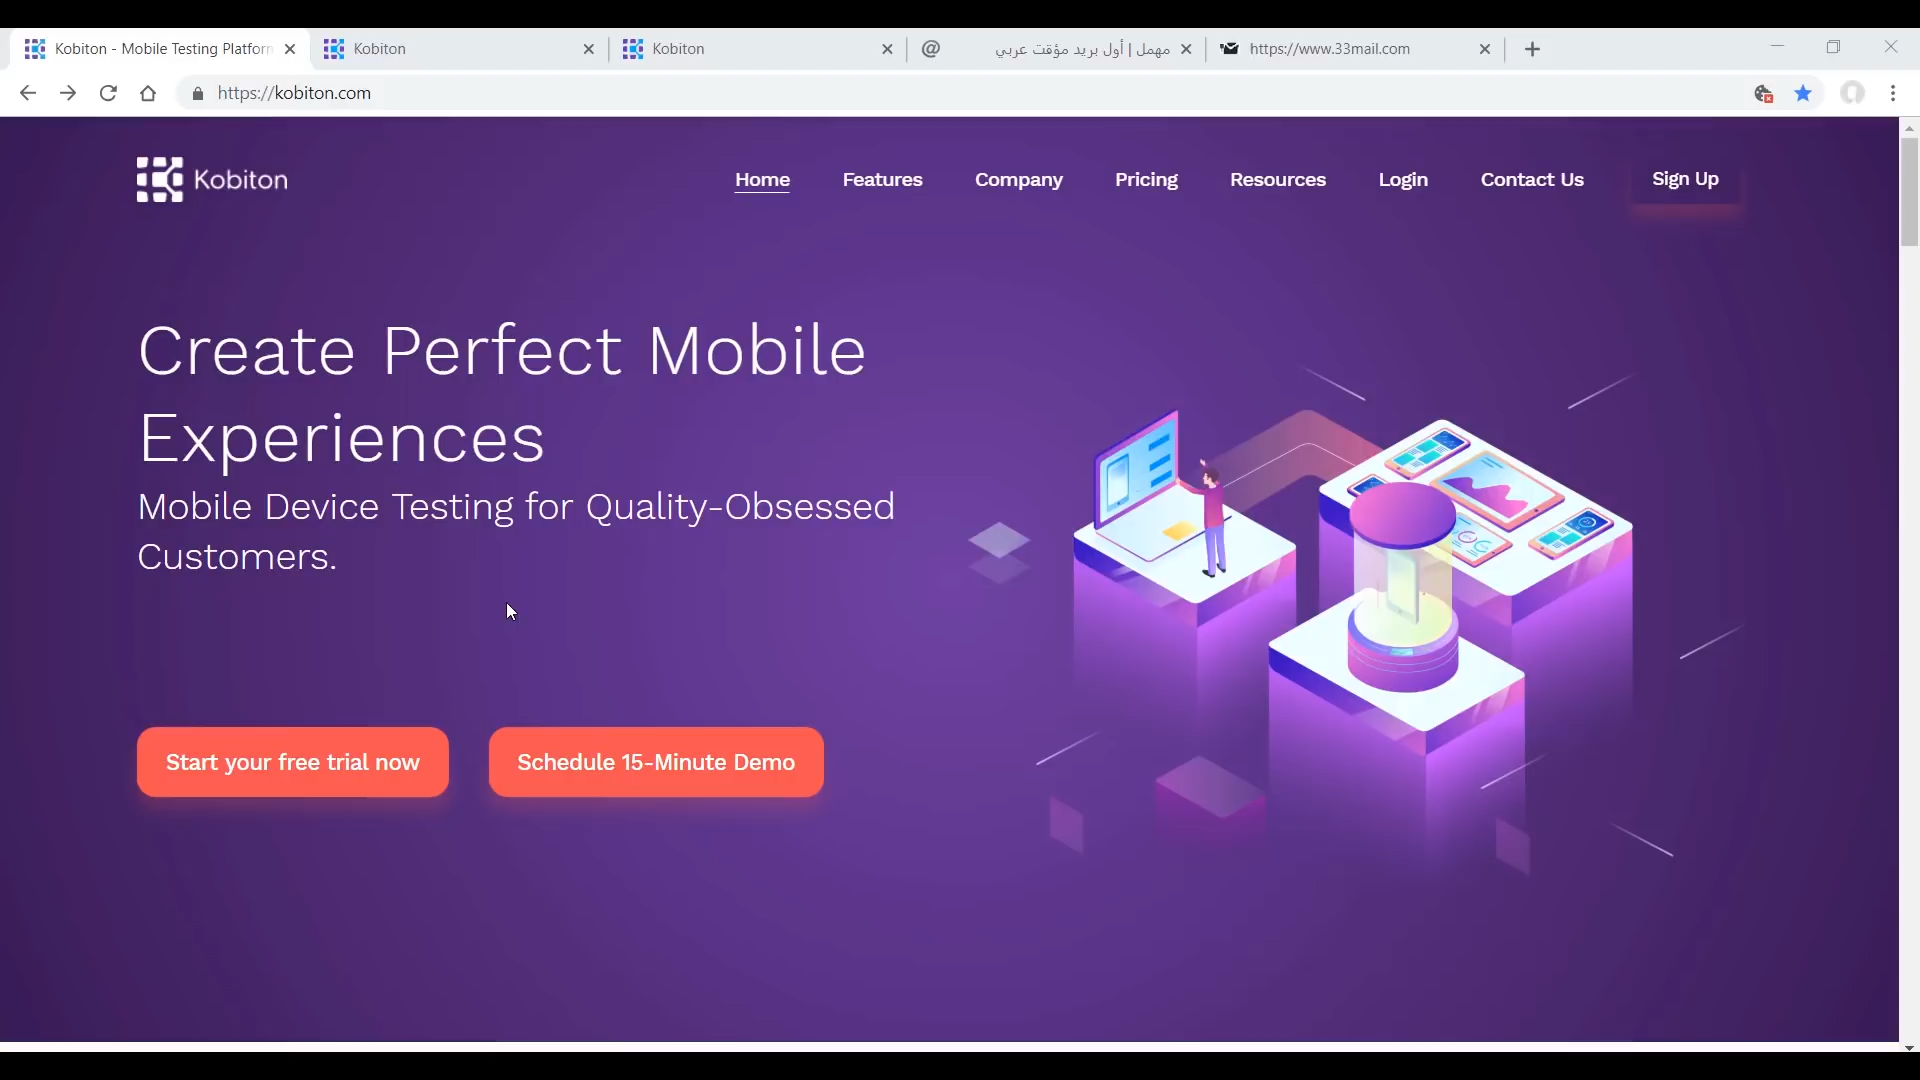 Kobiton - Mobile Testing Platform
Kobiton
Kobiton
مهمل | أول بريد مؤقت عربي
https://www.33mail.com
https://kobiton.com
Kobiton
Home
Features
Company
Pricing
Resources
Login
Contact Us
Sign Up
Create Perfect Mobile
Experiences
Mobile Device Testing for Quality-Obsessed
Customers.
Start your free trial now
Schedule 15-Minute Demo